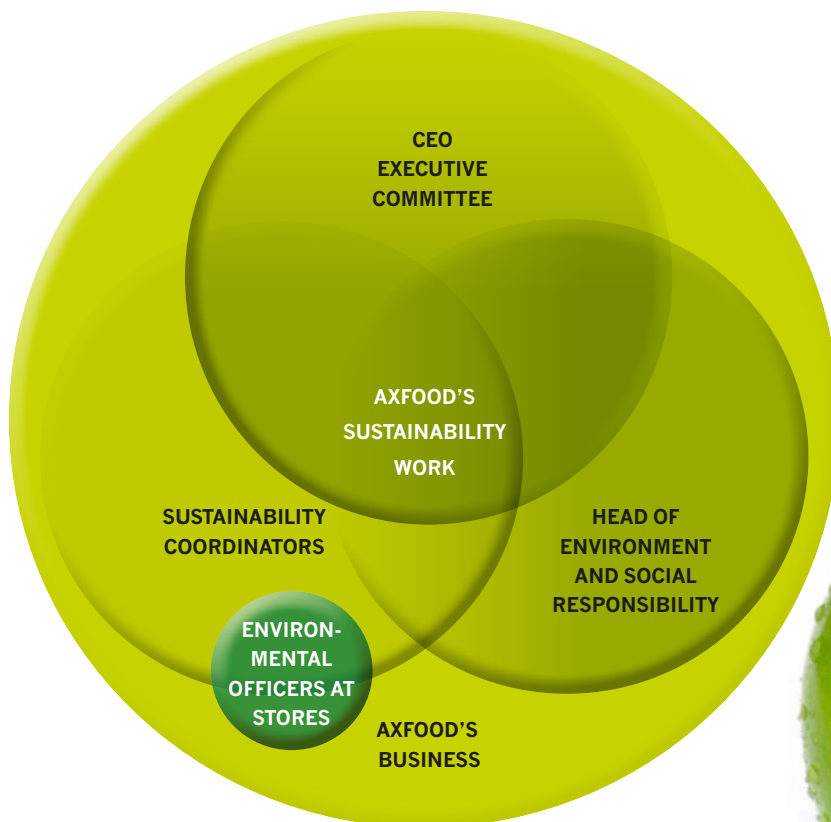 CEO
EXECUTIVE
COMMITTEE
AXFOOD’S
SUSTAINABILITY
WORK
SUSTAINABILITY
COORDINATORS
HEAD OF
ENVIRONMENT
AND SOCIAL
RESPONSIBILITY
ENVIRON-
MENTAL
OFFICERS AT
STORES
AXFOOD’S
BUSINESS